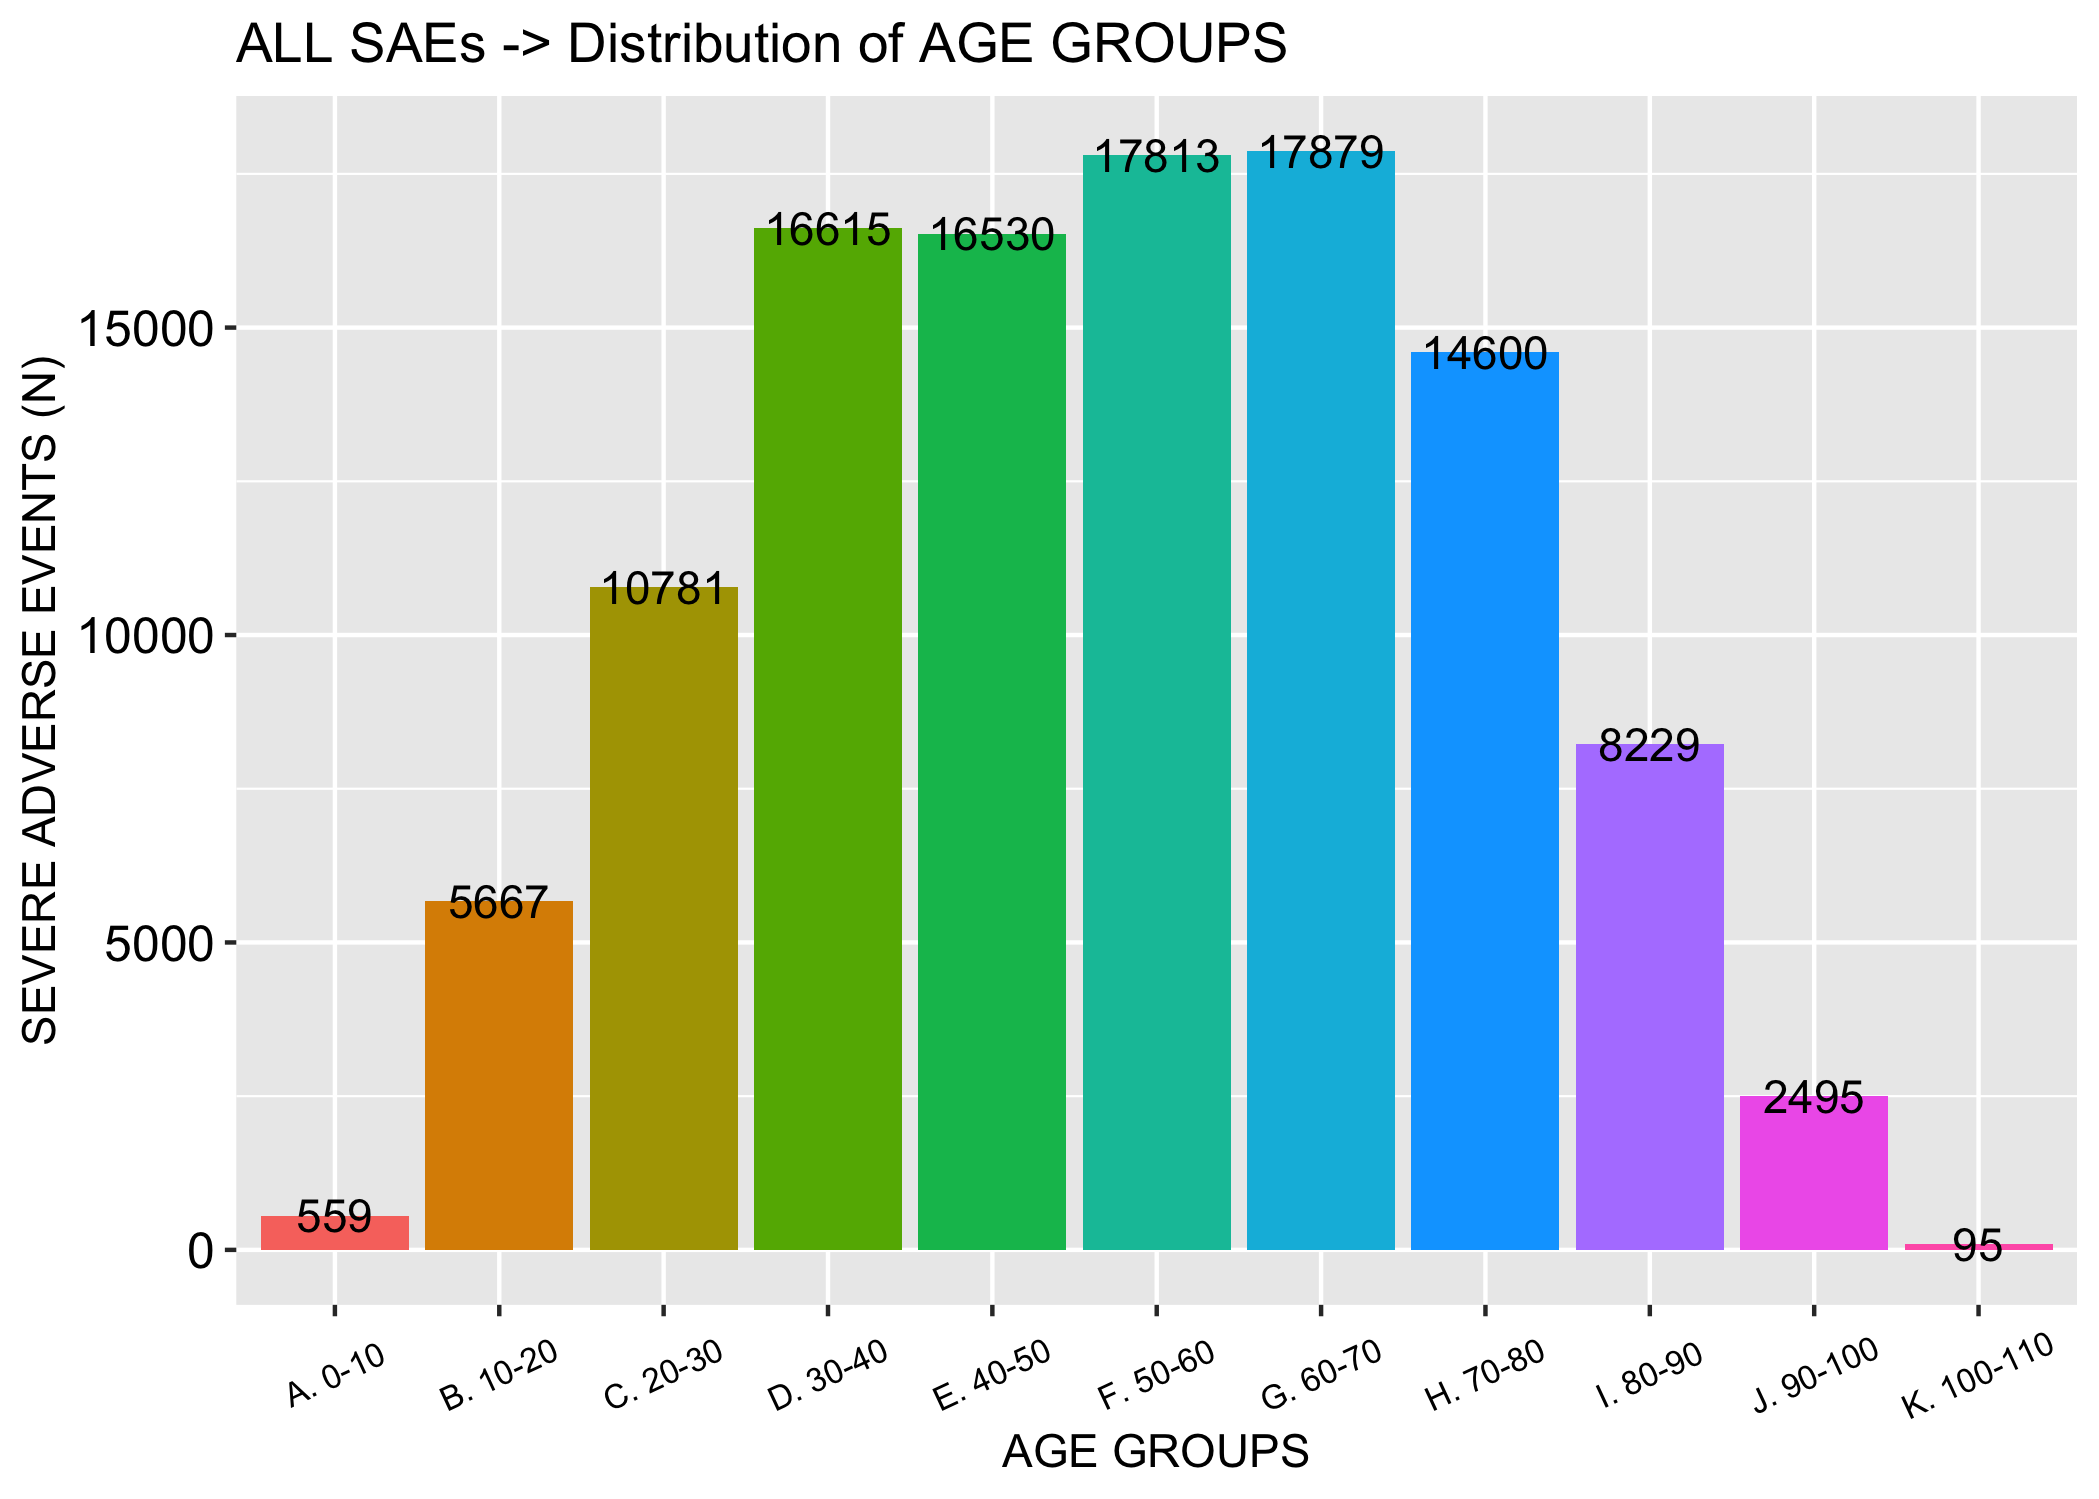 ALL SAEs -> Distribution of AGE GROUPS
SEVERE ADVERSE EVENTS (N)
15000
10000
5000
0
559
5667
10781
16615
16530
17813
17879
14600
8229
2495
95
A. 0-10
B. 10-20
C. 20-30
D. 30-40
E. 40-50
F. 50-60
G. 60-70
H. 70-80
I. 80-90
J. 90-100
K. 100-110
AGE GROUPS